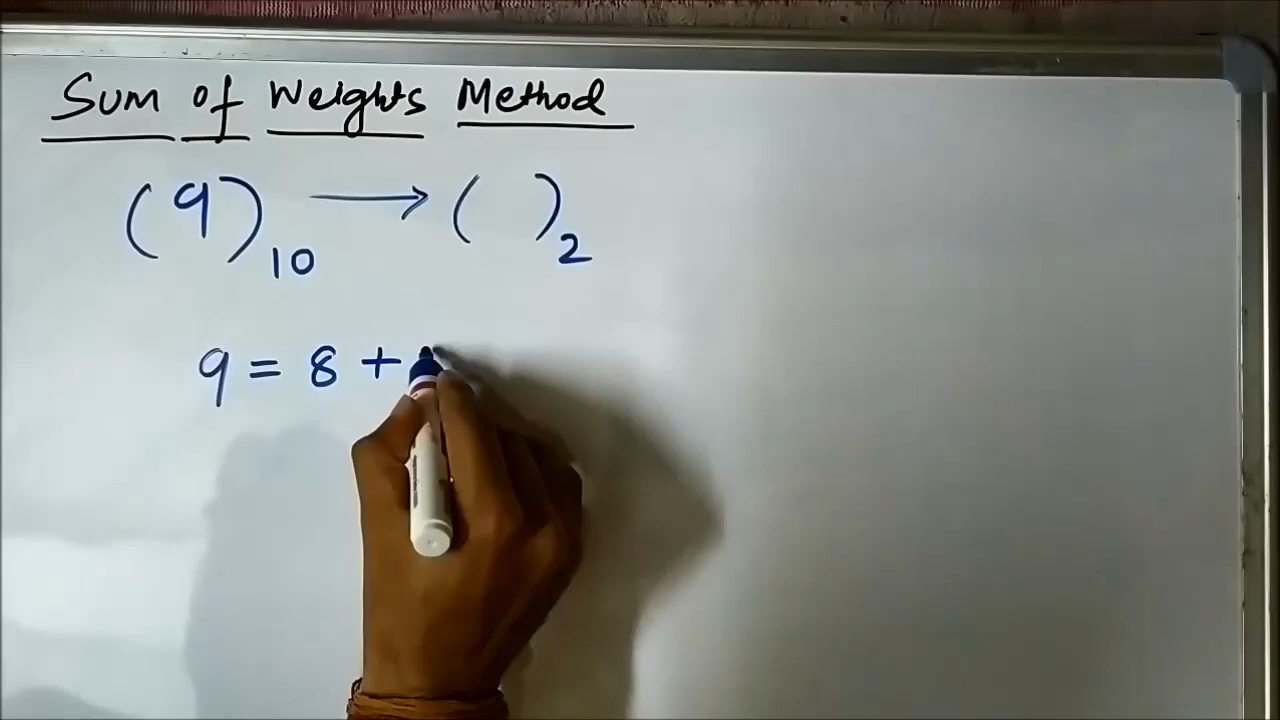 Sum of Weights Method
(9)10 → ( )2
9 = 8 +